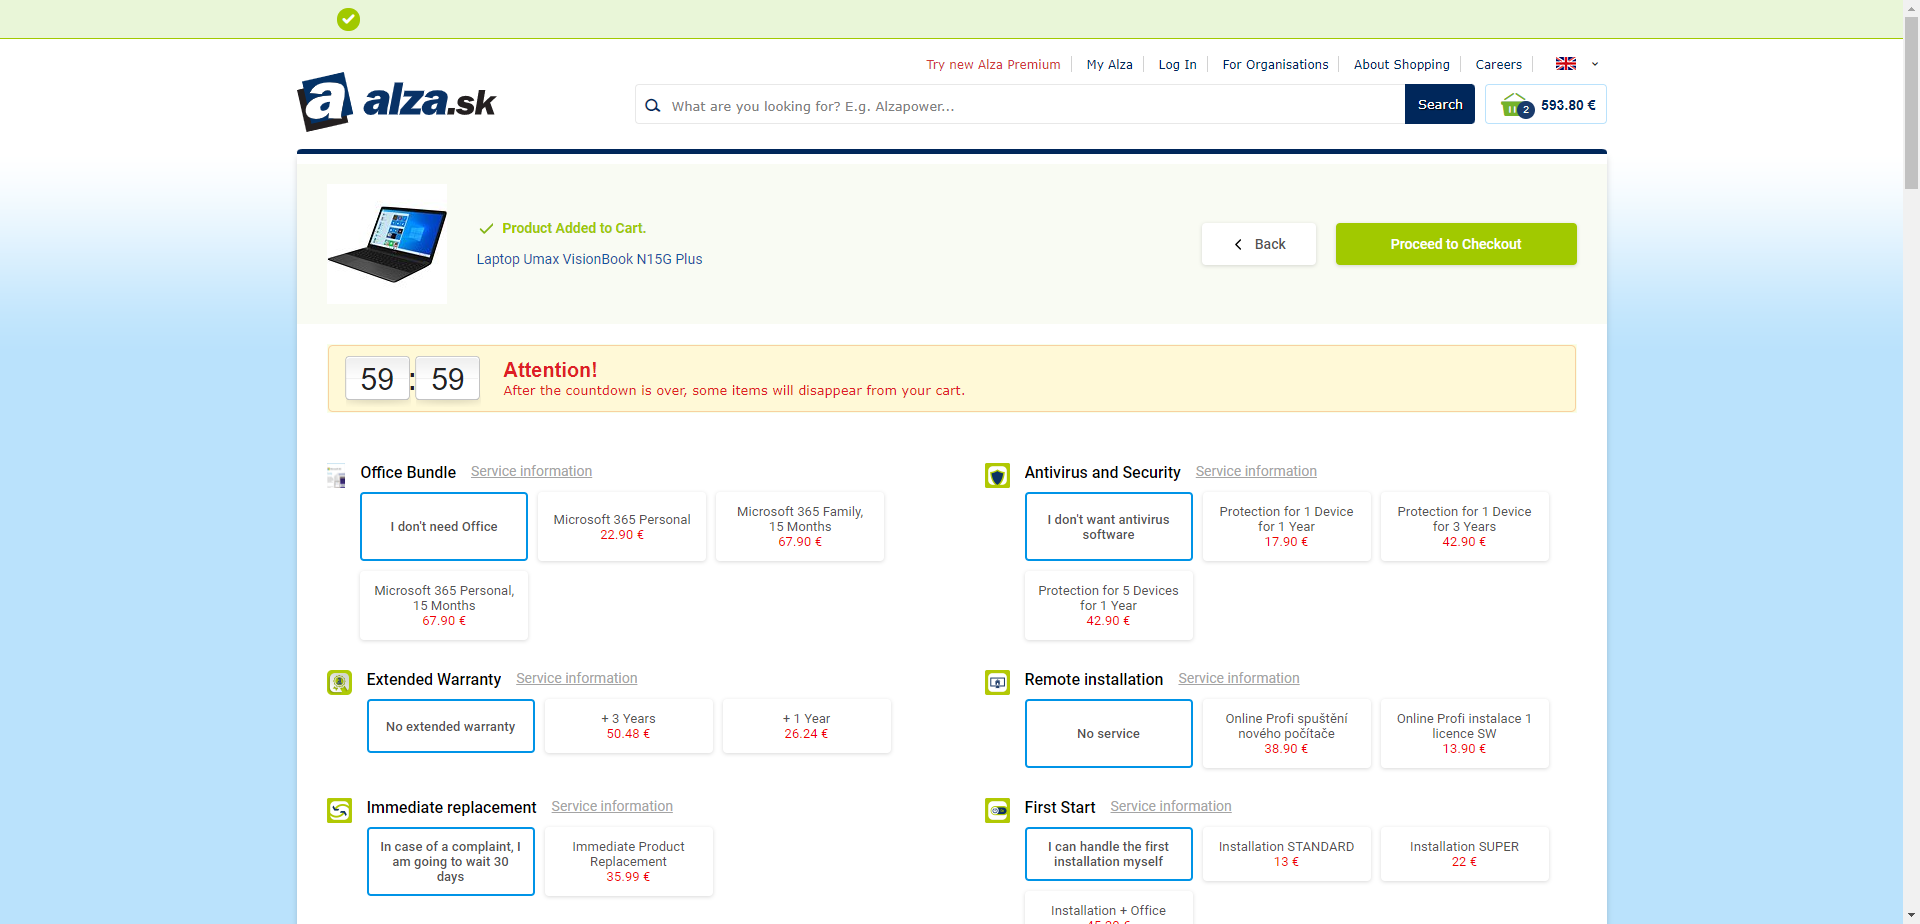 Try new Alza Premium
My Alza
Log In
For Organisations
About Shopping
Careers
alza.sk
What are you looking for? E.g. Alzapower...
Search
2
593.80 €
Product Added to Cart.
Laptop Umax VisionBook N15G Plus
Back
Proceed to Checkout
59 : 59
Attention!
After the countdown is over, some items will disappear from your cart.
Office Bundle
Service information
I don't need Office
Microsoft 365 Personal
22.90 €
Microsoft 365 Family,
15 Months
67.90 €
Microsoft 365 Personal,
15 Months
67.90 €
Antivirus and Security
Service information
I don't want antivirus
software
Protection for 1 Device
for 1 Year
17.90 €
Protection for 1 Device
for 3 Years
42.90 €
Protection for 5 Devices
for 1 Year
42.90 €
Extended Warranty
Service information
No extended warranty
+ 3 Years
50.48 €
+ 1 Year
26.24 €
Remote installation
Service information
No service
Online Profi spuštění
nového počítače
38.90 €
Online Profi instalace 1
licence SW
13.90 €
Immediate replacement
Service information
In case of a complaint, I
am going to wait 30
days
Immediate Product
Replacement
35.99 €
First Start
Service information
I can handle the first
installation myself
Installation STANDARD
13 €
Installation SUPER
22 €
Installation + Office